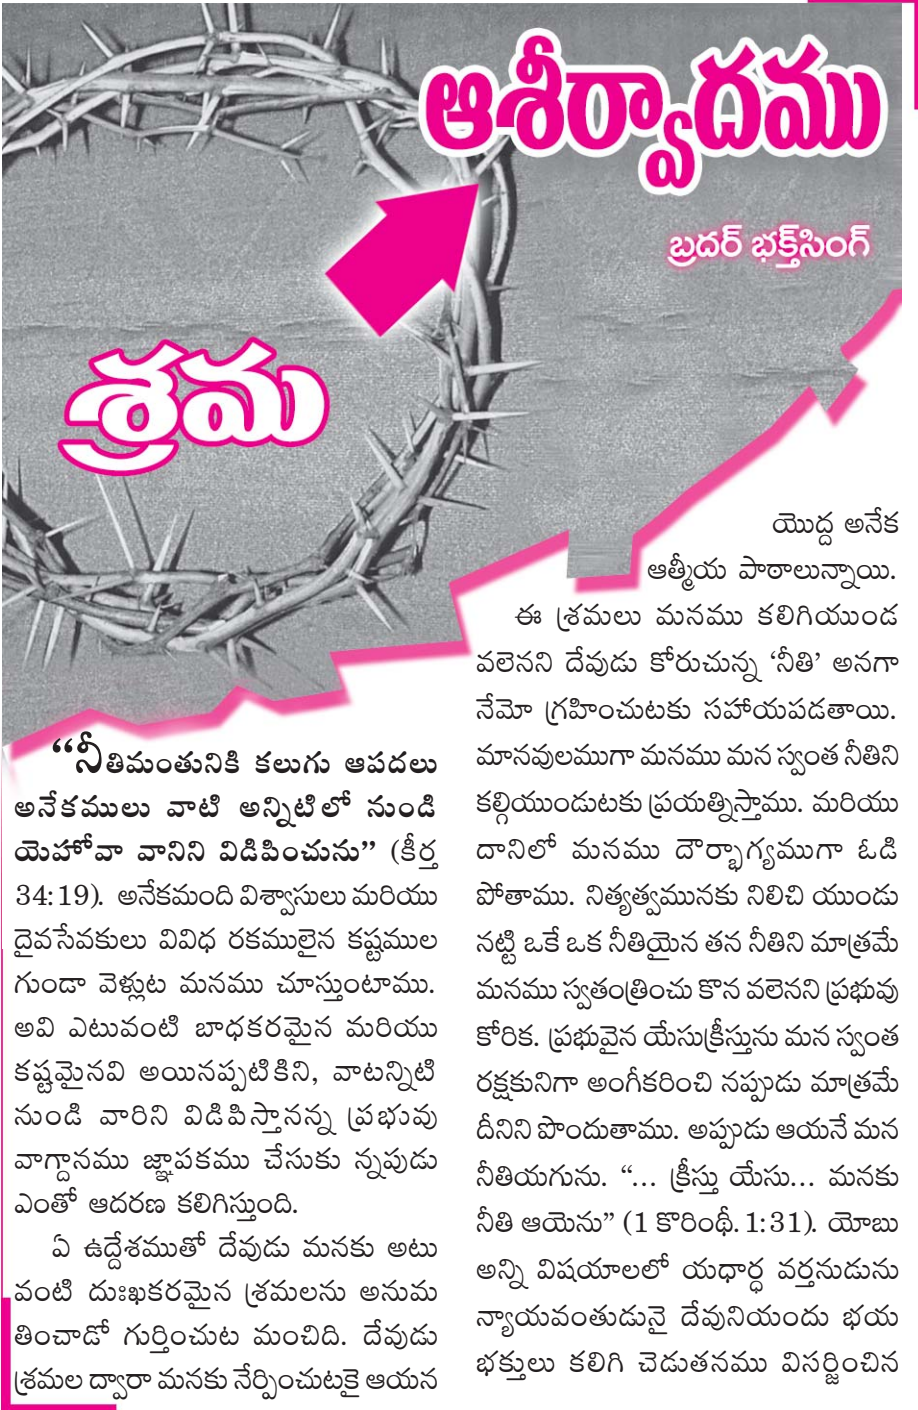 ఆశీర్వాదము
బ్రదర్ భక్త్‌సింగ్
శ్రమ
“నీతిమంతునికి కలుగు ఆపదలు
అనేకములు వాటి అన్నిటిలో నుండి
యెహోవా వానిని విడిపించును” (కీర్త
34:19). అనేకమంది విశ్వాసులు మరియు
దైవసేవకులు వివిధ రకములైన కష్టముల
గుండా వెళ్లుట మనము చూస్తుంటాము.
అవి ఎటువంటి బాధకరమైన మరియు
కష్టమైనవి అయినప్పటికిని, వాటన్నిటి
నుండి వారిని విడిపిస్తానన్న ప్రభువు
వాగ్దానము జ్ఞాపకము చేసుకు న్నపుడు
ఎంతో ఆదరణ కలిగిస్తుంది.
ఏ ఉద్దేశముతో దేవుడు మనకు అటు
వంటి దుఃఖకరమైన శ్రమలను అనుమ
తించాడో గుర్తించుట మంచిది. దేవుడు
శ్రమల ద్వారా మనకు నేర్పించుటకై ఆయన
యొద్ద అనేక
ఆత్మీయ పాఠాలున్నాయి.
ఈ శ్రమలు మనము కలిగియుండ
వలెనని దేవుడు కోరుచున్న ‘నీతి’ అనగా
నేమో గ్రహించుటకు సహాయపడతాయి.
మానవులముగా మనము మన స్వంత నీతిని
కల్గియుండుటకు ప్రయత్నిస్తాము. మరియు
దానిలో మనము దౌర్భాగ్యముగా ఓడి
పోతాము. నిత్యత్వమునకు నిలిచి యుండు
నట్టి ఒకే ఒక నీతియైన తన నీతిని మాత్రమే
మనము స్వతంత్రించు కొన వలెనని ప్రభువు
కోరిక. ప్రభువైన యేసుక్రీస్తును మన స్వంత
రక్షకునిగా అంగీకరించి నప్పుడు మాత్రమే
దీనిని పొందుతాము. అప్పుడు ఆయనే మన
నీతియగును. “... క్రీస్తు యేసు... మనకు
నీతి ఆయెను” (1 కొరింథీ. 1:31). యోబు
అన్ని విషయాలలో యధార్ధ వర్తనుడును
న్యాయవంతుడునై దేవునియందు భయ
భక్తులు కలిగి చెడుతనము విసర్జించిన